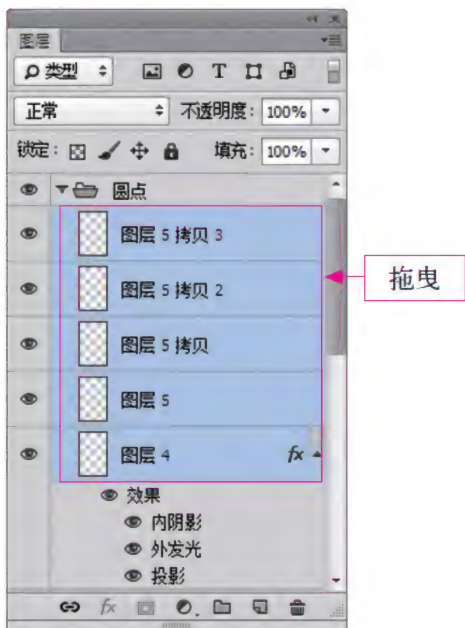 图层
类型
正常 不透明度: 100%
锁定: 填充: 100%
圆点
图层 5 拷贝 3
图层 5 拷贝 2
拖曳
图层 5 拷贝
图层 5
图层 4 fx
效果
内阴影
外发光
投影
fx